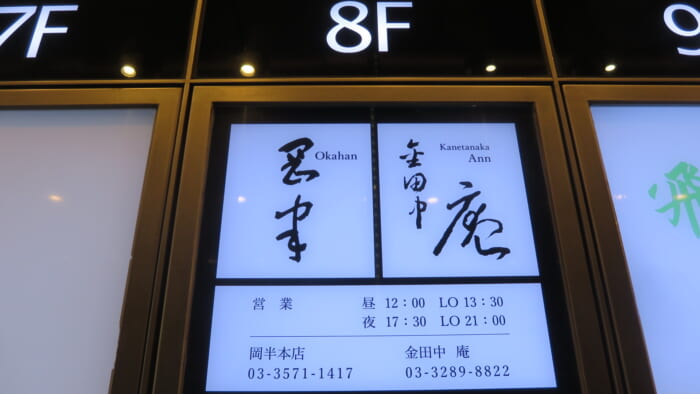 7F
8F
9
岡半
Okahan
金田中
庵
Kanetanaka
Ann
飛
営業 昼 12:00 LO 13:30
夜 17:30 LO 21:00
岡半本店 金田中 庵
03-3571-1417 03-3289-8822